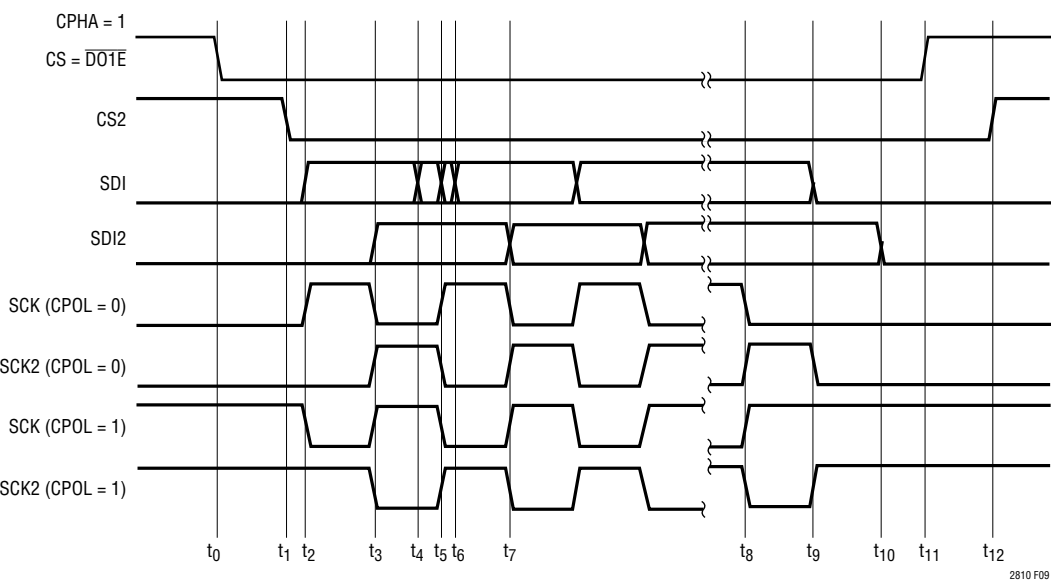 CPHA = 1
CS = D̅O̅1̅E̅
CS2
SDI
SDI2
SCK (CPOL = 0)
SCK2 (CPOL = 0)
SCK (CPOL = 1)
SCK2 (CPOL = 1)
t0 t1 t2 t3 t4 t5 t6 t7 t8 t9 t10 t11 t12
2810 F09